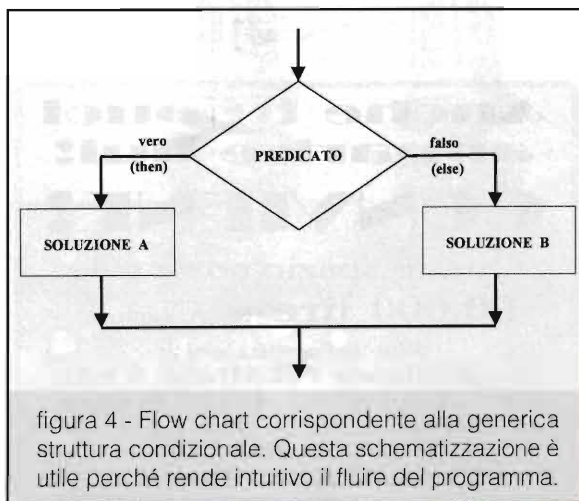 vero
(then)
PREDICATO
falso
(else)
SOLUZIONE A
SOLUZIONE B
figura 4 - Flow chart corrispondente alla generica
struttura condizionale. Questa schematizzazione è
utile perché rende intuitivo il fluire del programma.